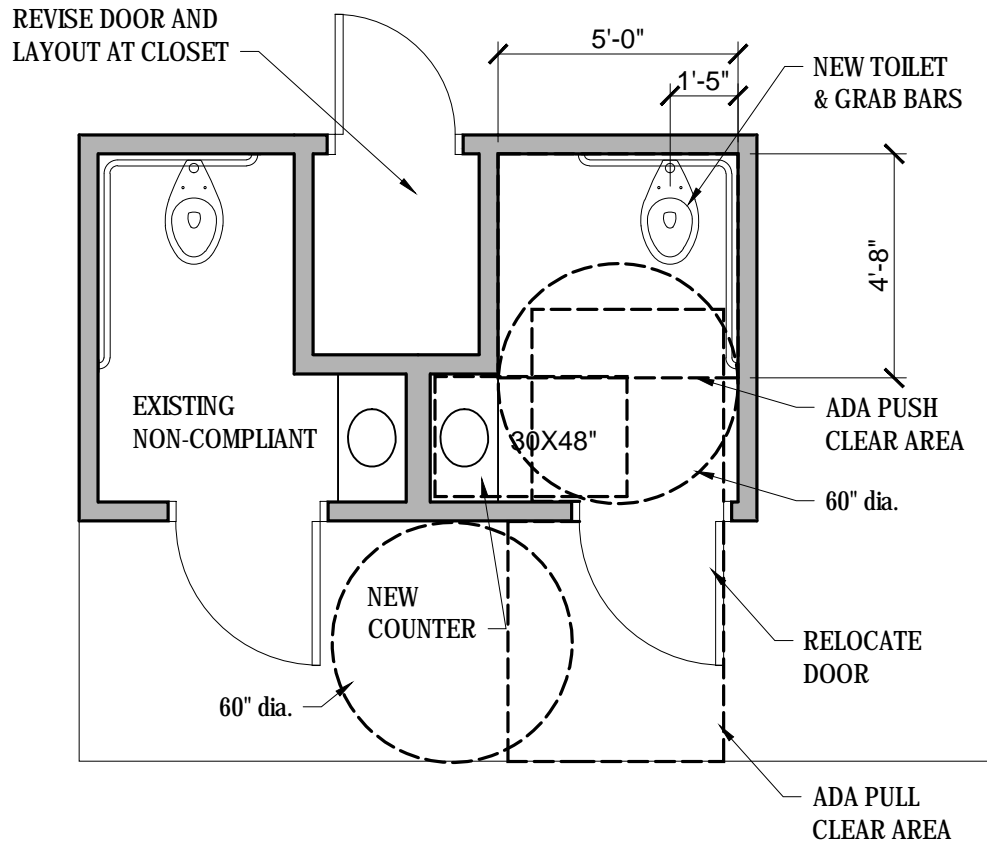 REVISE DOOR AND
LAYOUT AT CLOSET
5'-0"
1'-5"
NEW TOILET
& GRAB BARS
4'-8"
EXISTING
NON-COMPLIANT
30X48"
ADA PUSH
CLEAR AREA
60" dia.
NEW
COUNTER
RELOCATE
DOOR
60" dia.
ADA PULL
CLEAR AREA